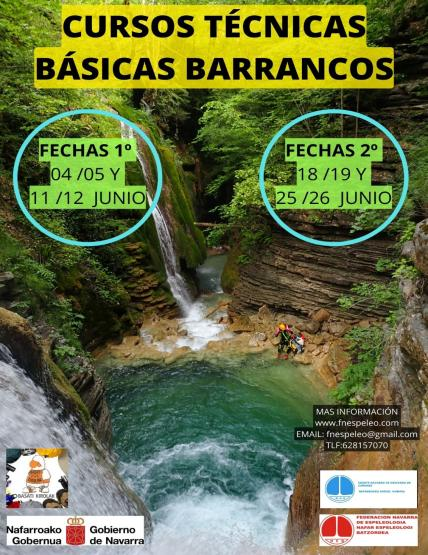 CURSOS TÉCNICAS
BÁSICAS BARRANCOS
FECHAS 1º
04 /05 Y
11 /12 JUNIO
FECHAS 2º
18 /19 Y
25 /26 JUNIO
MAS INFORMACIÓN
www.fnespeleo.com
EMAIL: fnespeleo@gmail.com
TLF:628157070
BASATI KIROLAK
Nafarroako
Gobernua
Gobierno
de Navarra
FEDERACION NAVARRA
DE ESPELEOLOGIA
NAFAR ESPELEOLOGI
BATZORDEA